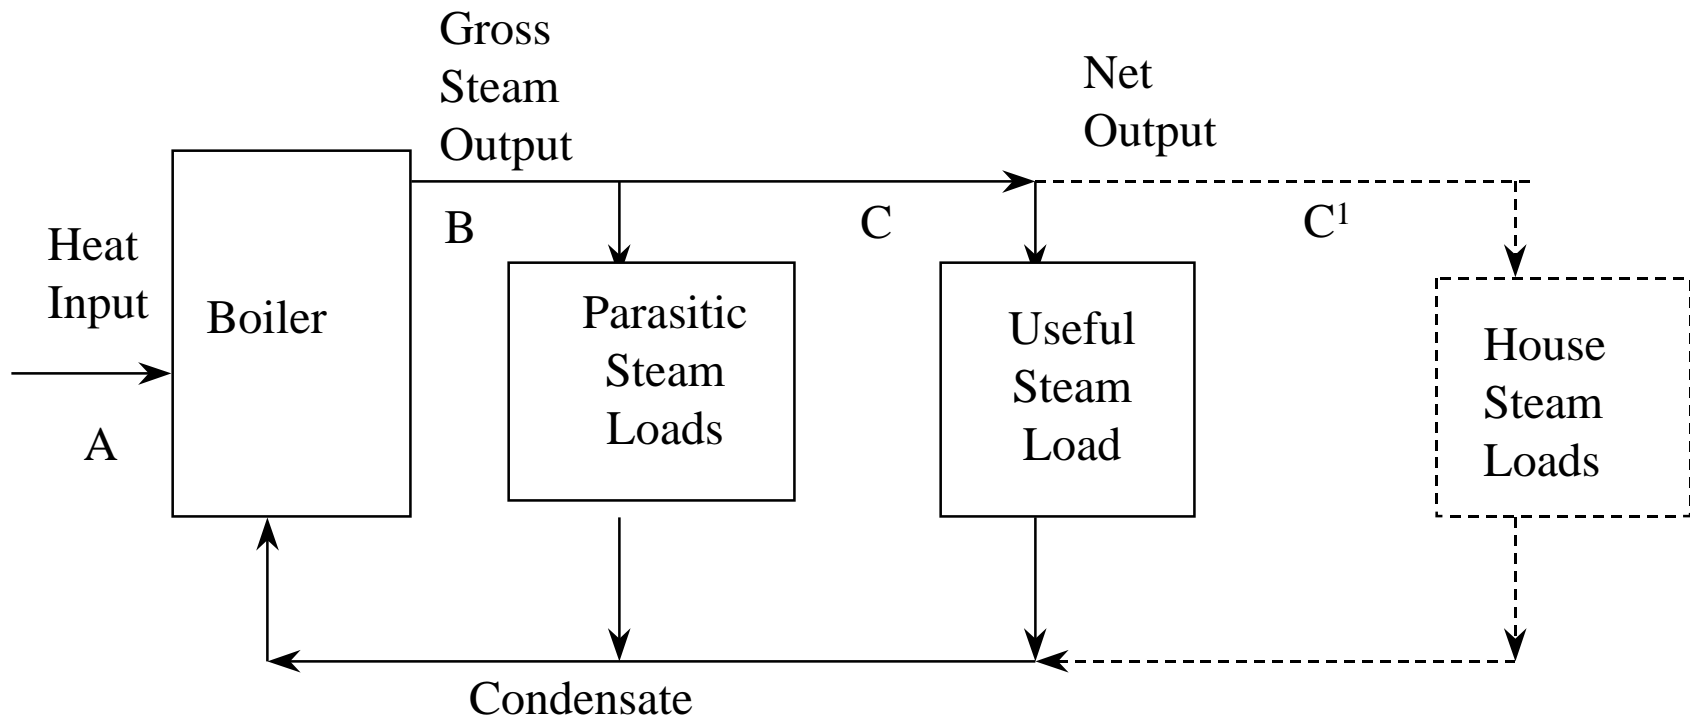 Gross
Steam
Output
Net
Output
B
C
C¹
Heat
Input
A
Boiler
Parasitic
Steam
Loads
Useful
Steam
Load
House
Steam
Loads
Condensate